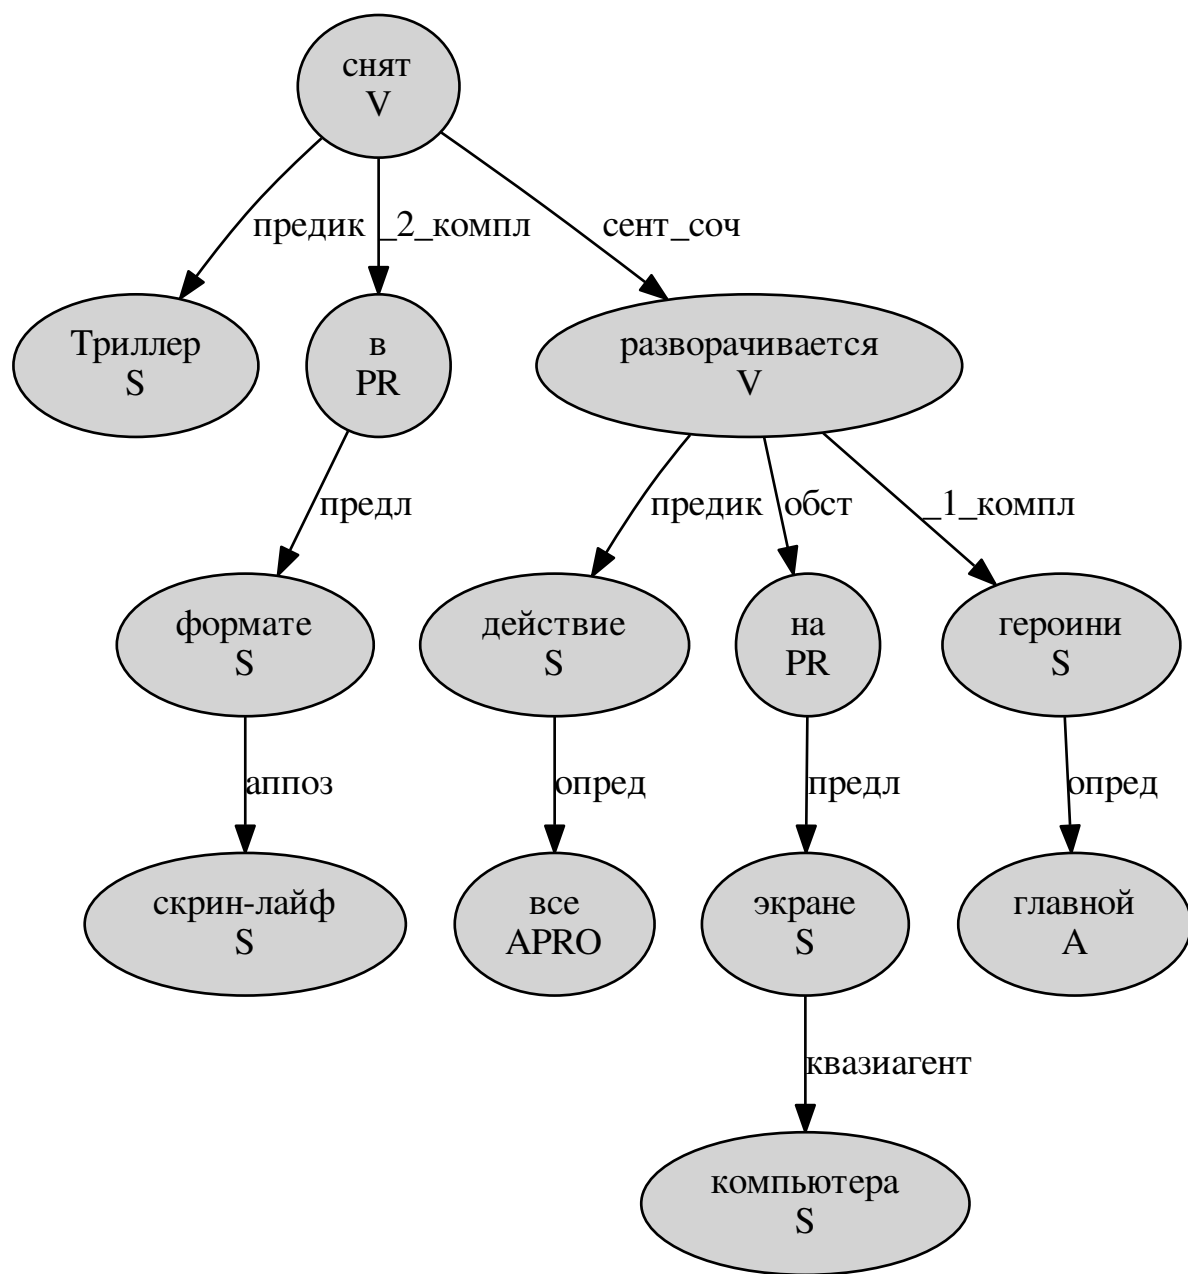 снят
V
предик
_2_компл
сент_соч
Триллер
S
в
PR
разворачивается
V
предл
предик
обст
_1_компл
формате
S
действие
S
на
PR
героини
S
аппоз
опред
предл
опред
скрин-лайф
S
все
APRO
экране
S
главной
A
квазиагент
компьютера
S